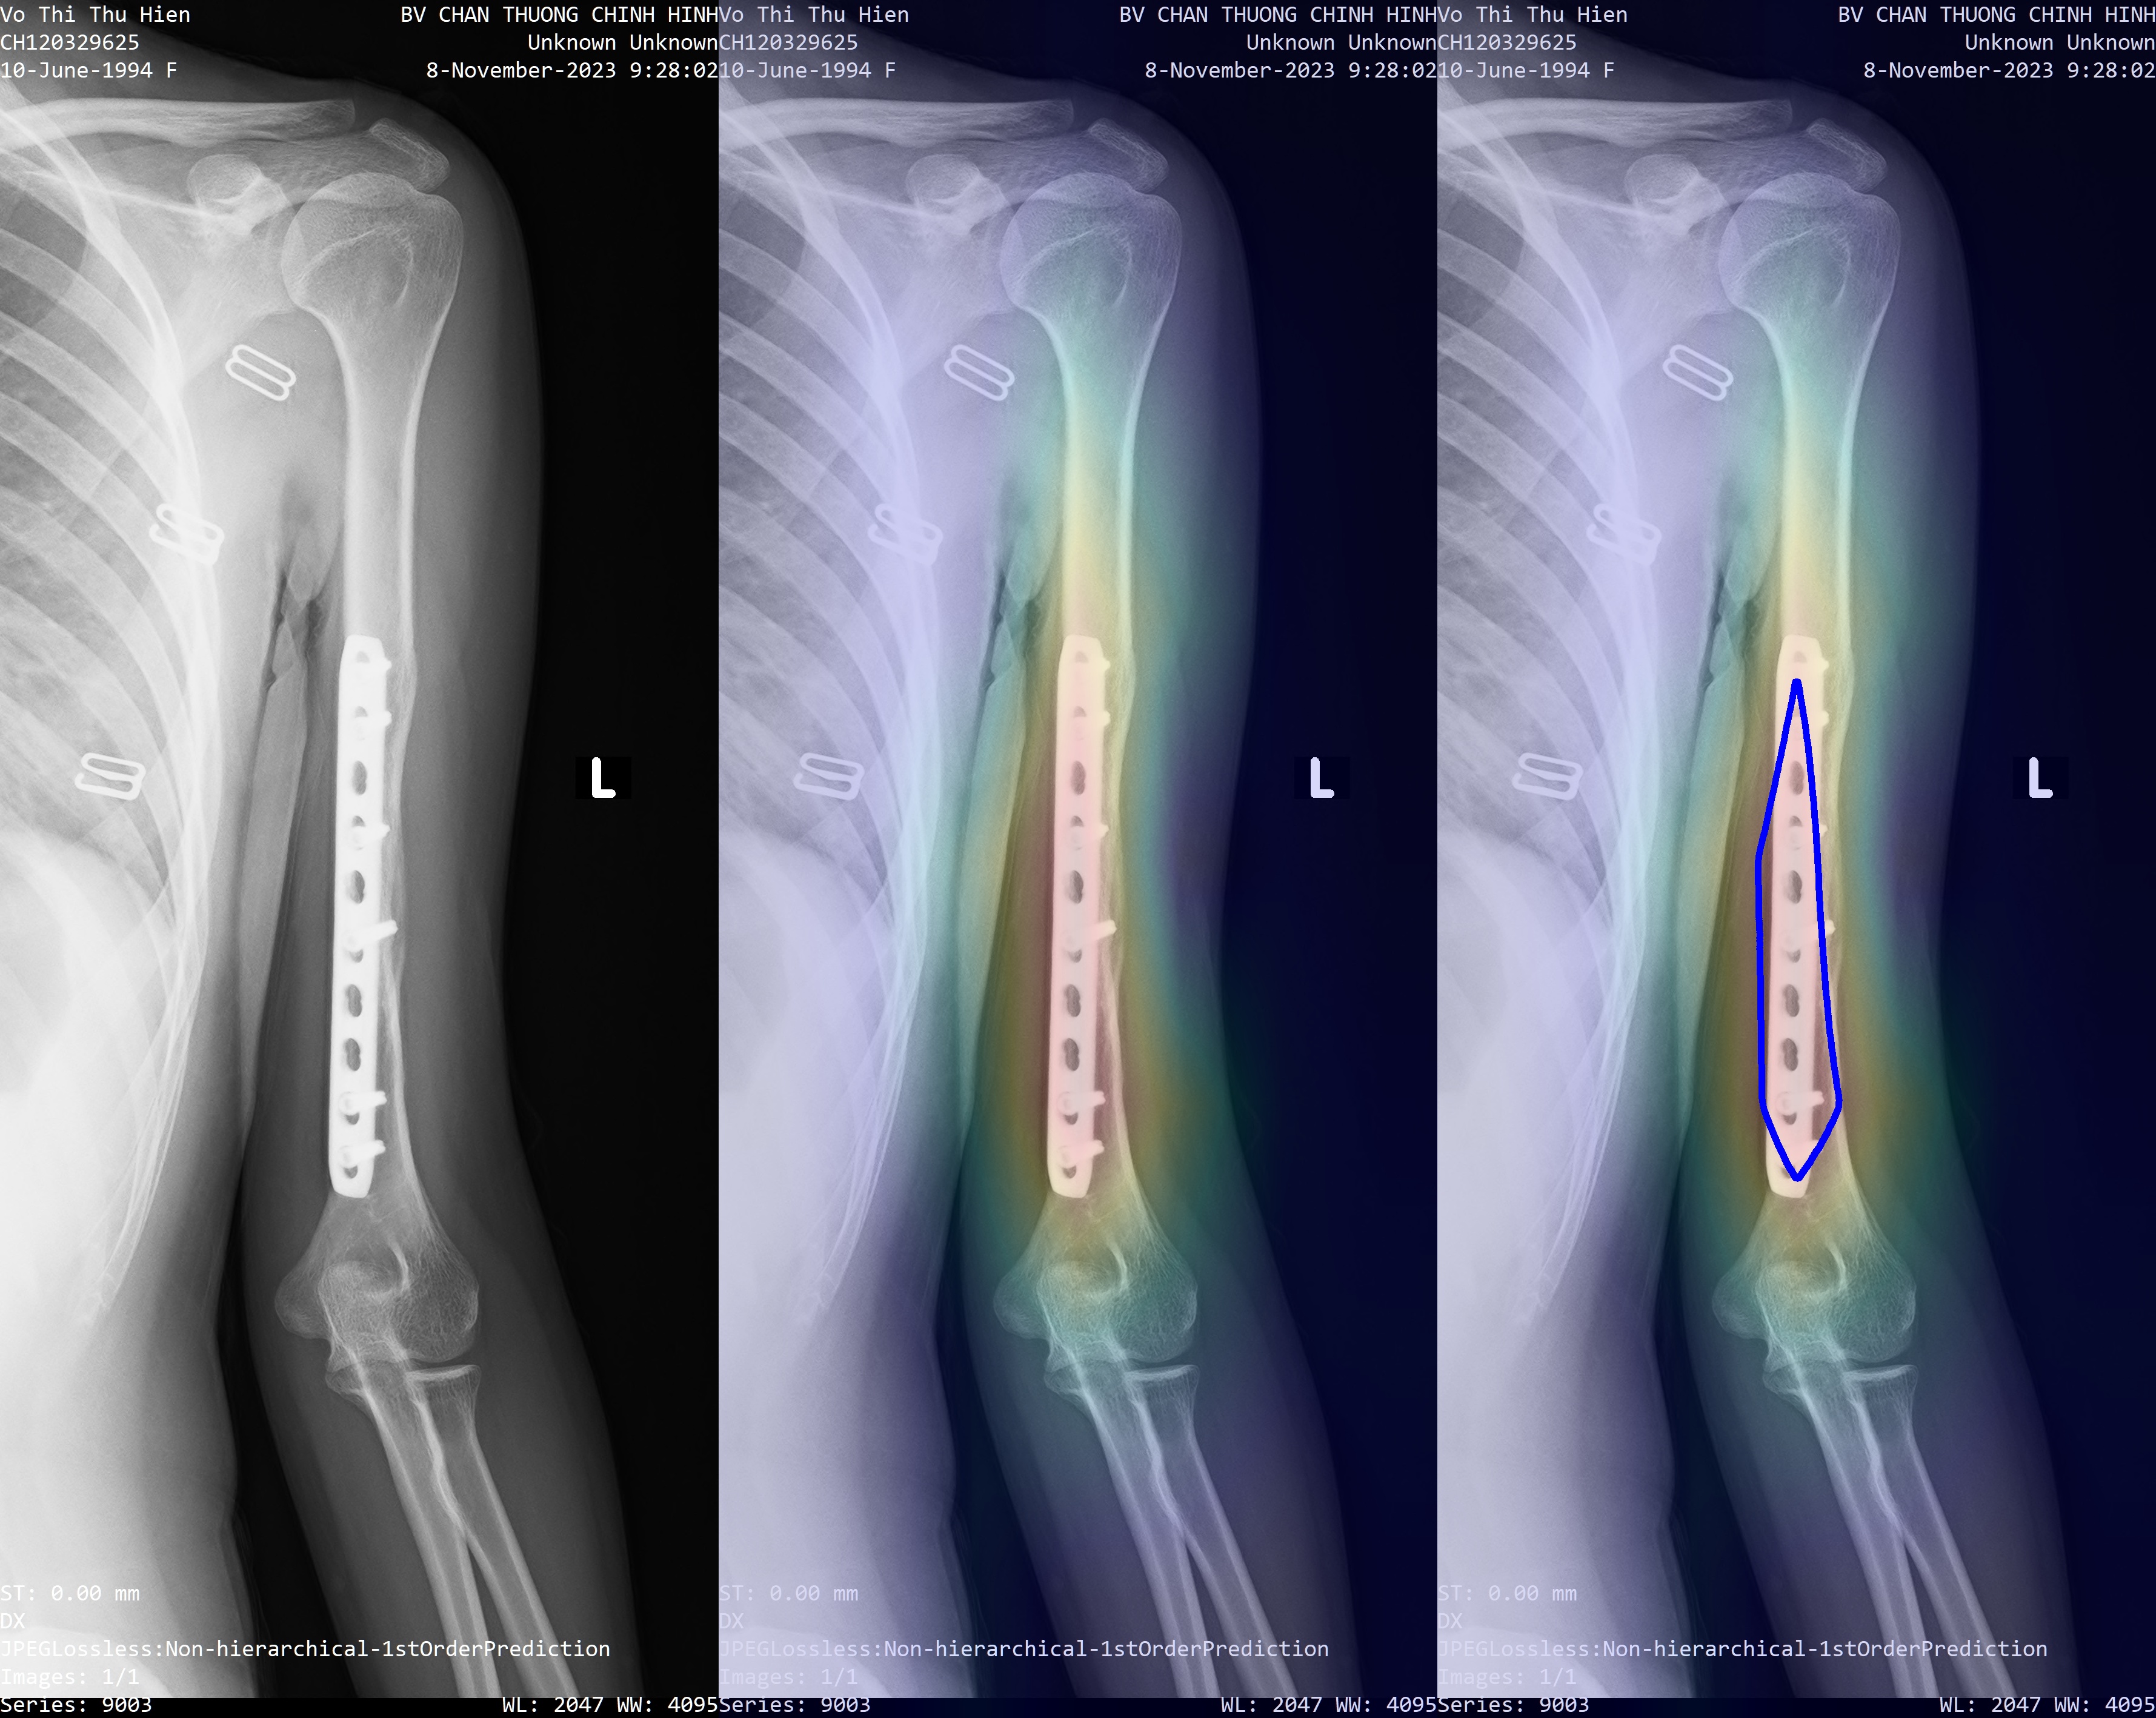 Vo Thi Thu Hien
CH120329625
10-June-1994 F
BV CHAN THUONG CHINH HINH
Unknown Unknown
8-November-2023 9:28:02
L
ST: 0.00 mm
DX
JPEGLossless:Non-hierarchical-1stOrderPrediction
Images: 1/1
Series: 9003
WL: 2047 WW: 4095
Vo Thi Thu Hien
CH120329625
10-June-1994 F
BV CHAN THUONG CHINH HINH
Unknown Unknown
8-November-2023 9:28:02
L
ST: 0.00 mm
DX
JPEGLossless:Non-hierarchical-1stOrderPrediction
Images: 1/1
Series: 9003
WL: 2047 WW: 4095
Vo Thi Thu Hien
CH120329625
10-June-1994 F
BV CHAN THUONG CHINH HINH
Unknown Unknown
8-November-2023 9:28:02
L
ST: 0.00 mm
DX
JPEGLossless:Non-hierarchical-1stOrderPrediction
Images: 1/1
Series: 9003
WL: 2047 WW: 4095